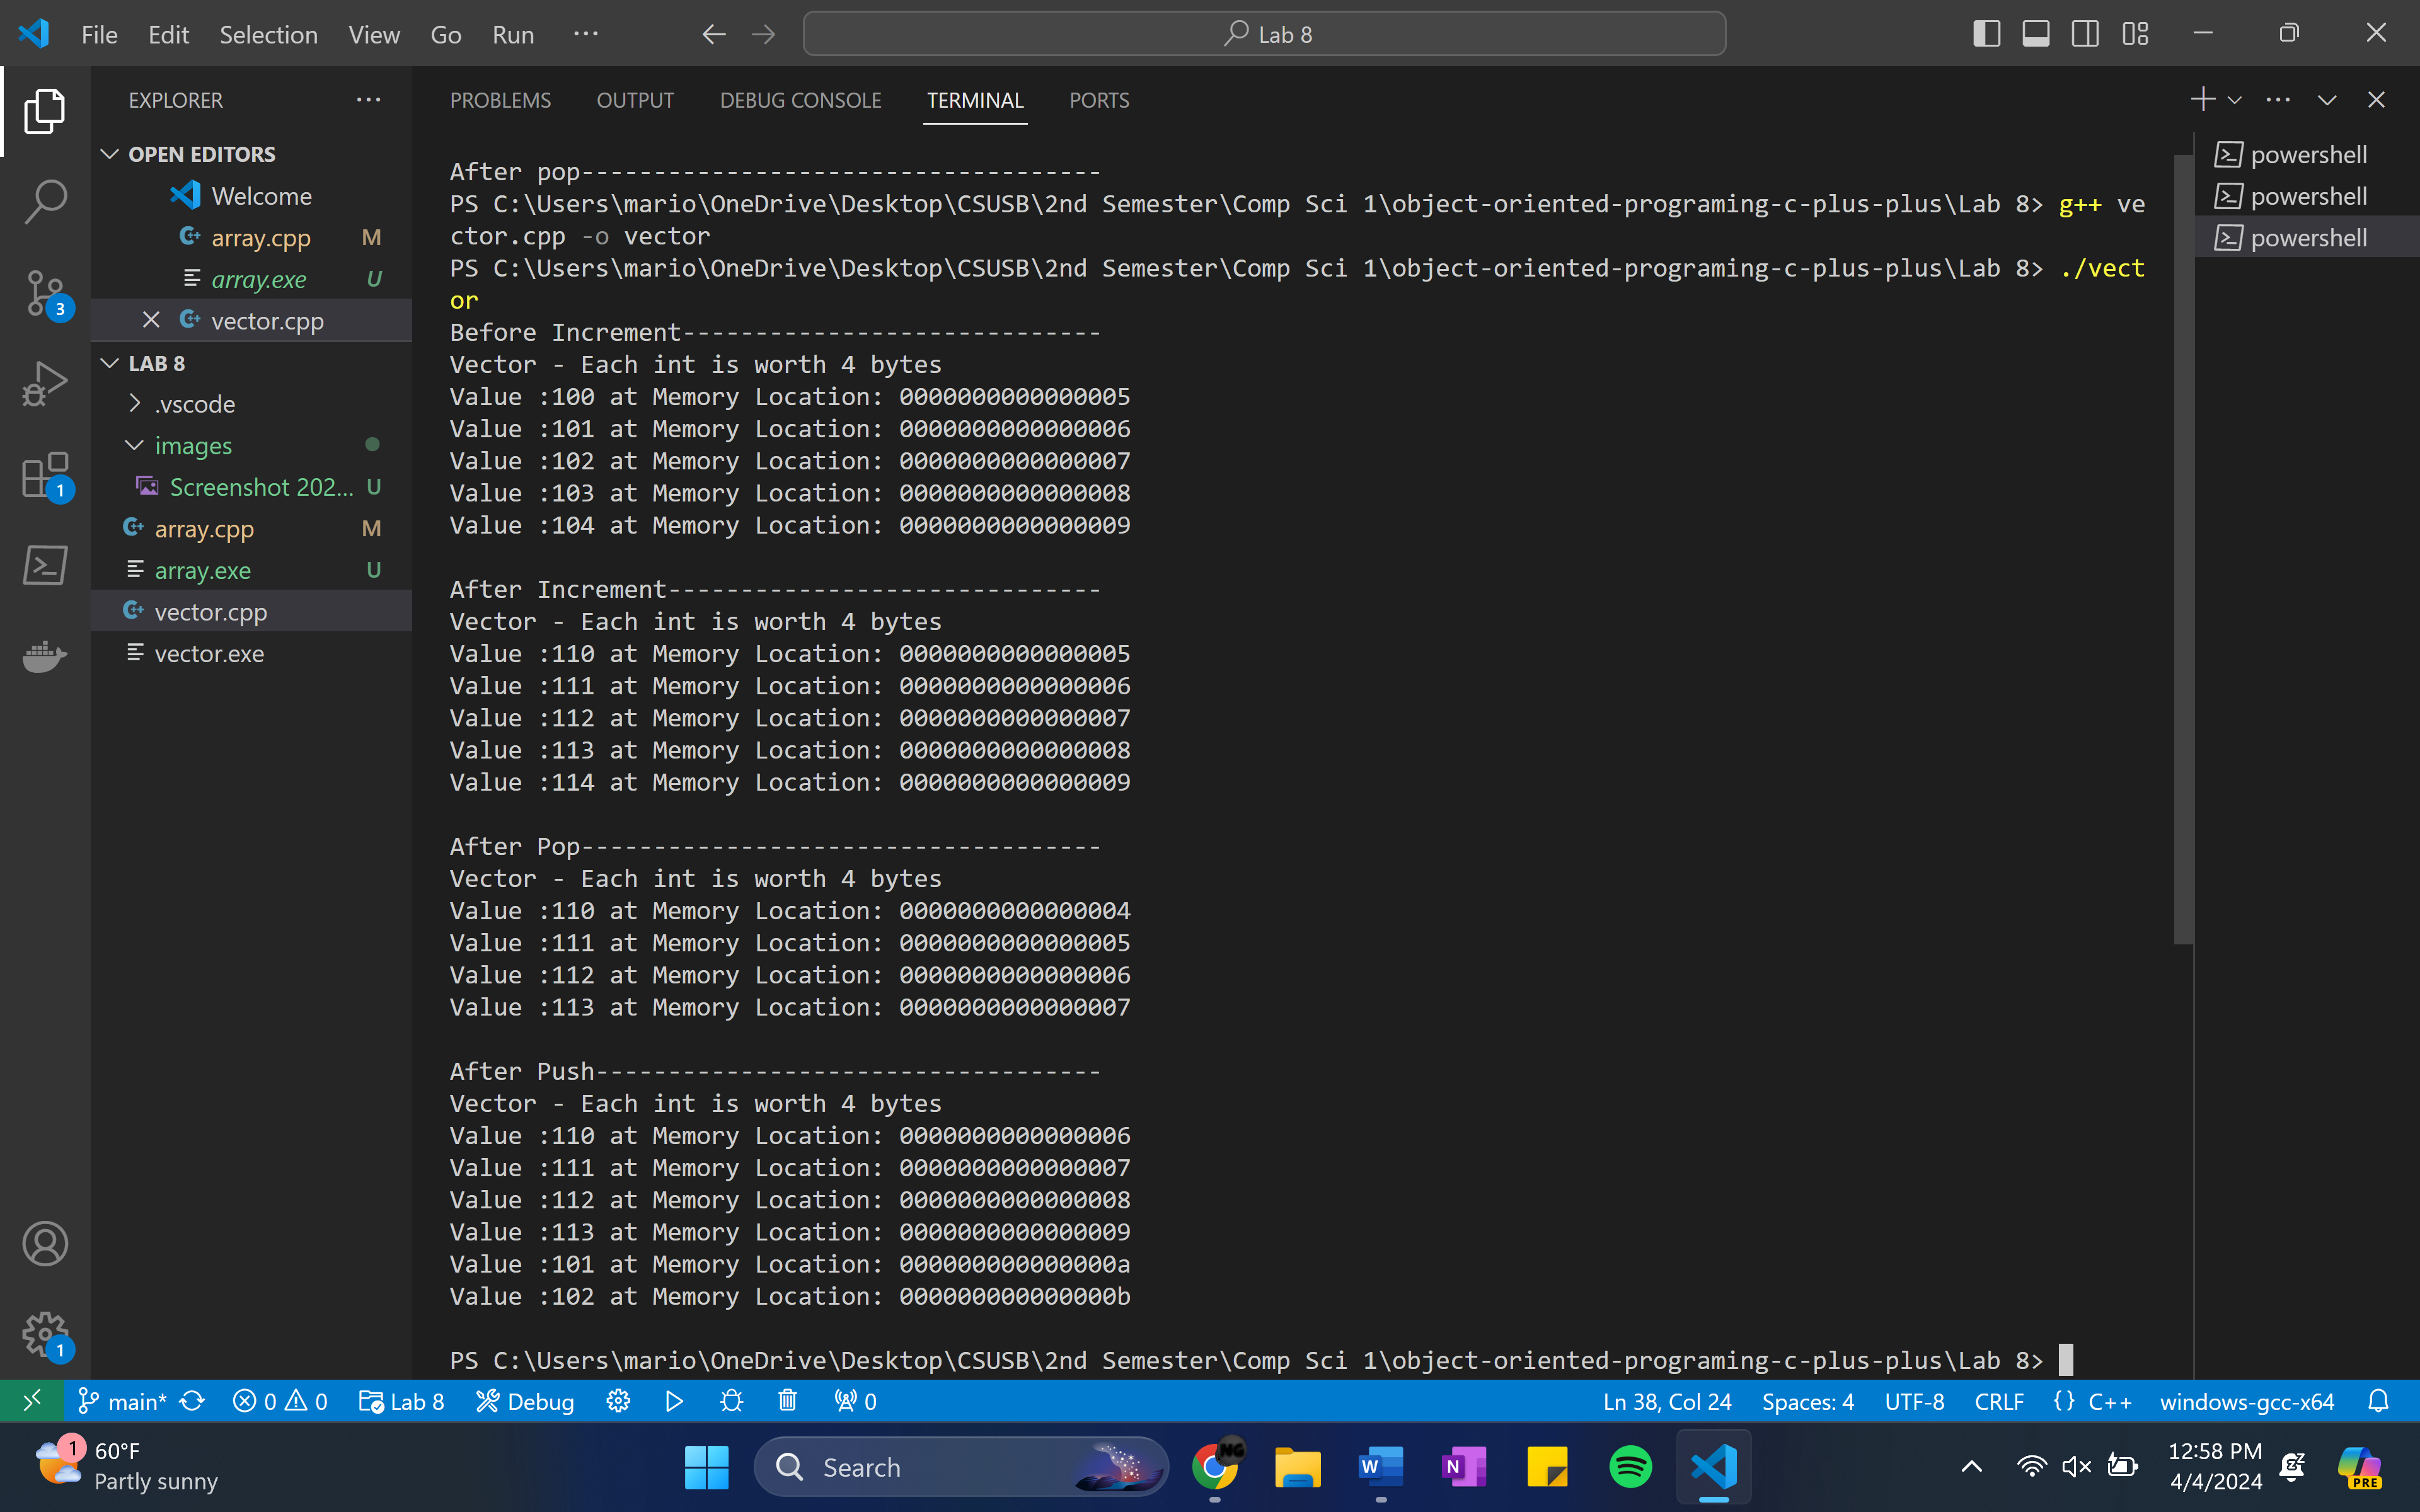 File Edit Selection View Go Run ··· Lab 8
EXPLORER ···
OPEN EDITORS
Welcome
array.cpp M
array.exe U
vector.cpp
LAB 8
.vscode
images
Screenshot 202... U
array.cpp M
array.exe U
vector.cpp
vector.exe
3
1
1
PROBLEMS OUTPUT DEBUG CONSOLE TERMINAL PORTS
powershell
powershell
powershell
After pop------------------------------------
PS C:\Users\mario\OneDrive\Desktop\CSUSB\2nd Semester\Comp Sci 1\object-oriented-programing-c-plus-plus\Lab 8> g++ ve
ctor.cpp -o vector
PS C:\Users\mario\OneDrive\Desktop\CSUSB\2nd Semester\Comp Sci 1\object-oriented-programing-c-plus-plus\Lab 8> ./vect
or
Before Increment-----------------------------
Vector - Each int is worth 4 bytes
Value :100 at Memory Location: 0000000000000005
Value :101 at Memory Location: 0000000000000006
Value :102 at Memory Location: 0000000000000007
Value :103 at Memory Location: 0000000000000008
Value :104 at Memory Location: 0000000000000009
After Increment------------------------------
Vector - Each int is worth 4 bytes
Value :110 at Memory Location: 0000000000000005
Value :111 at Memory Location: 0000000000000006
Value :112 at Memory Location: 0000000000000007
Value :113 at Memory Location: 0000000000000008
Value :114 at Memory Location: 0000000000000009
After Pop------------------------------------
Vector - Each int is worth 4 bytes
Value :110 at Memory Location: 0000000000000004
Value :111 at Memory Location: 0000000000000005
Value :112 at Memory Location: 0000000000000006
Value :113 at Memory Location: 0000000000000007
After Push-----------------------------------
Vector - Each int is worth 4 bytes
Value :110 at Memory Location: 0000000000000006
Value :111 at Memory Location: 0000000000000007
Value :112 at Memory Location: 0000000000000008
Value :113 at Memory Location: 0000000000000009
Value :101 at Memory Location: 000000000000000a
Value :102 at Memory Location: 000000000000000b
PS C:\Users\mario\OneDrive\Desktop\CSUSB\2nd Semester\Comp Sci 1\object-oriented-programing-c-plus-plus\Lab 8>
main* 0 0 Lab 8 Debug 0 Ln 38, Col 24 Spaces: 4 UTF-8 CRLF {} C++ windows-gcc-x64
1 60°F
Partly sunny
Search
NG
W
N
12:58 PM
4/4/2024
PRE